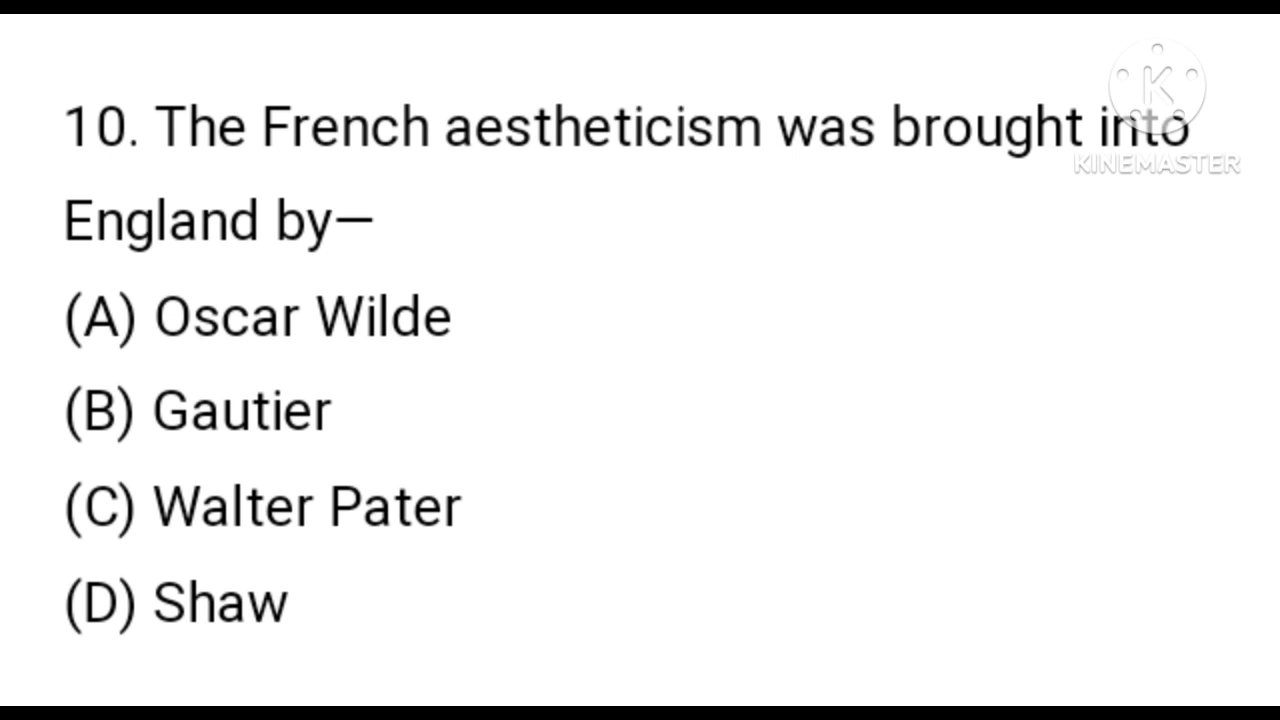 10. The French aestheticism was brought into
England by—
(A) Oscar Wilde
(B) Gautier
(C) Walter Pater
(D) Shaw
K
KINEMASTER